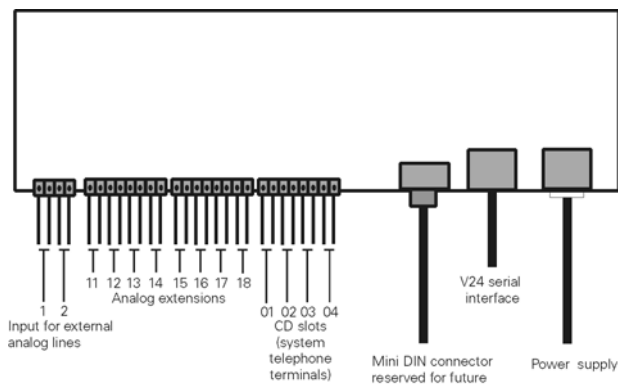 11 12 13 14 15 16 17 18
Analog extensions
1 2
Input for external
analog lines
01 02 03 04
CD slots
(system
telephone
terminals)
V24 serial
interface
Mini DIN connector
reserved for future
Power supply